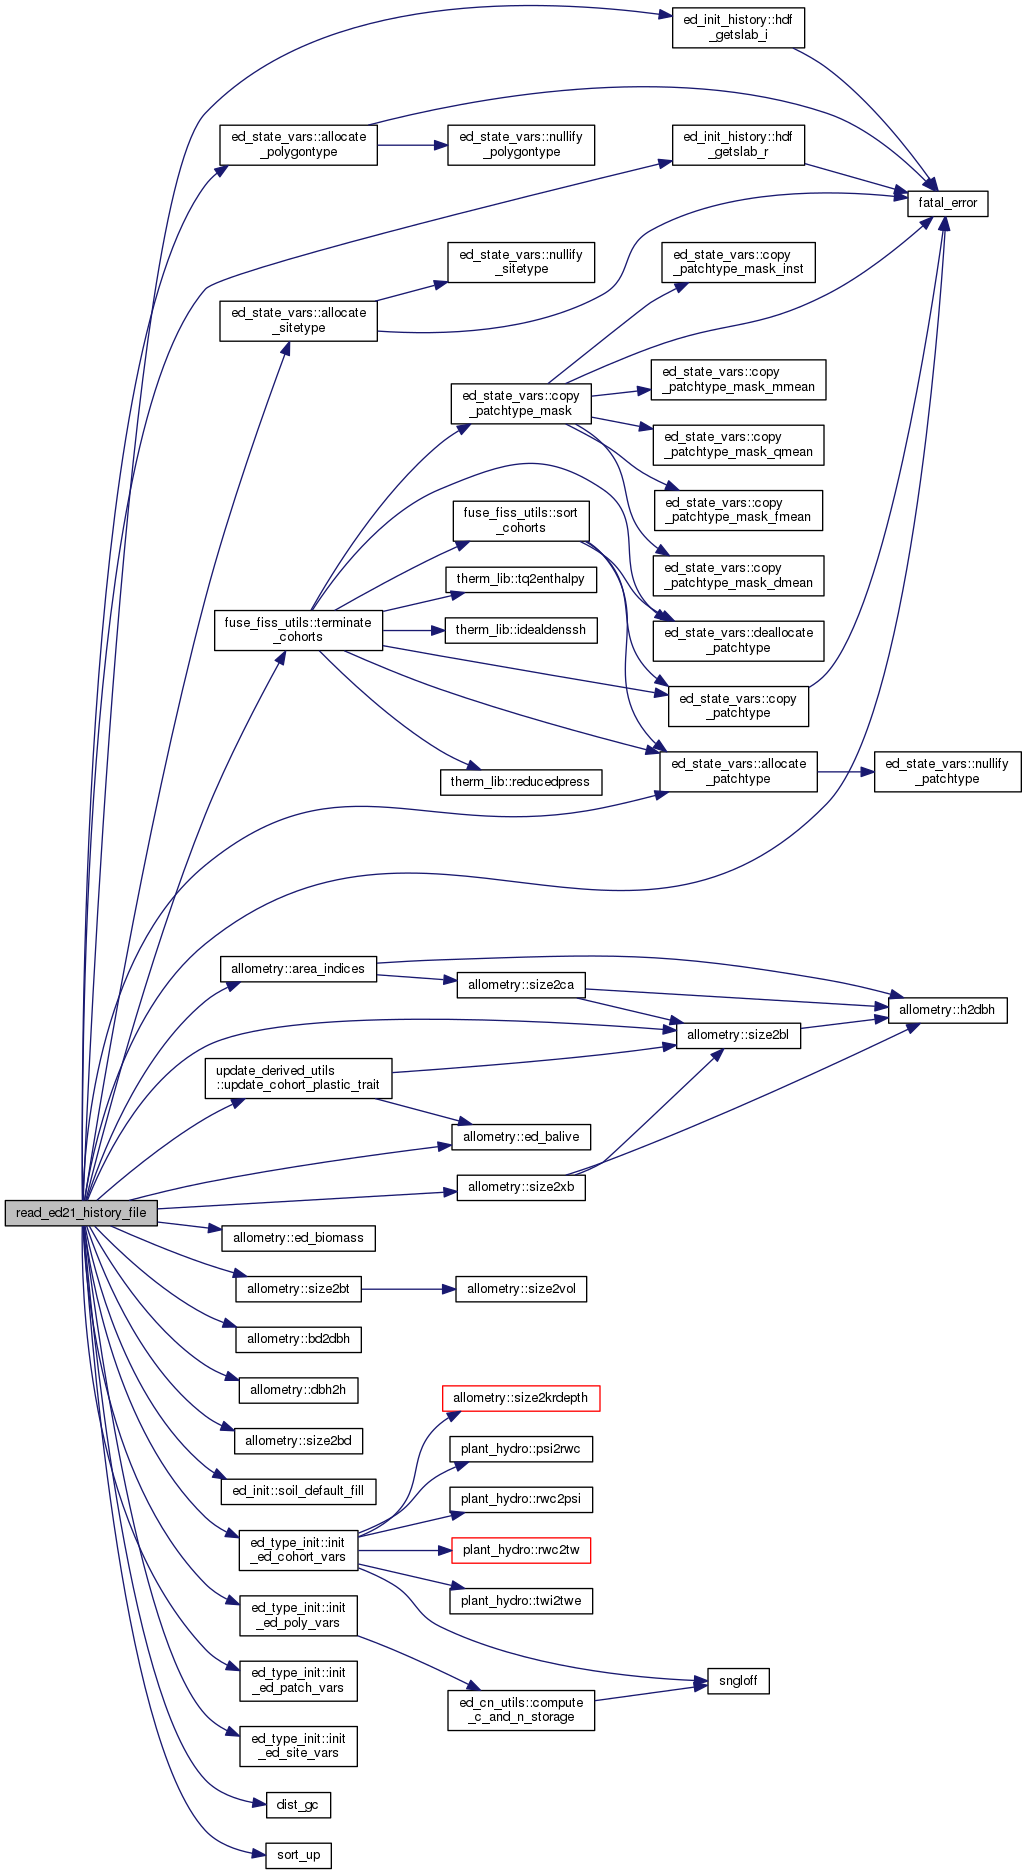 ed_init_history::hdf
_getslab_i
ed_state_vars::allocate
_polygontype
ed_state_vars::nullify
_polygontype
ed_init_history::hdf
_getslab_r
fatal_error
ed_state_vars::nullify
_sitetype
ed_state_vars::copy
_patchtype_mask_inst
ed_state_vars::allocate
_sitetype
ed_state_vars::copy
_patchtype_mask_mmean
ed_state_vars::copy
_patchtype_mask
ed_state_vars::copy
_patchtype_mask_qmean
ed_state_vars::copy
_patchtype_mask_fmean
fuse_fiss_utils::sort
_cohorts
ed_state_vars::copy
_patchtype_mask_dmean
therm_lib::tq2enthalpy
fuse_fiss_utils::terminate
_cohorts
therm_lib::idealdenssh
ed_state_vars::deallocate
_patchtype
ed_state_vars::copy
_patchtype
ed_state_vars::allocate
_patchtype
ed_state_vars::nullify
_patchtype
therm_lib::reducedpress
allometry::area_indices
allometry::size2ca
allometry::h2dbh
allometry::size2bl
update_derived_utils
::update_cohort_plastic_trait
allometry::ed_balive
allometry::size2xb
read_ed21_history_file
allometry::ed_biomass
allometry::size2bt
allometry::size2vol
allometry::bd2dbh
allometry::dbh2h
allometry::size2krdepth
allometry::size2bd
plant_hydro::psi2rwc
ed_init::soil_default_fill
plant_hydro::rwc2psi
ed_type_init::init
_ed_cohort_vars
plant_hydro::rwc2tw
plant_hydro::twi2twe
ed_type_init::init
_ed_poly_vars
ed_type_init::init
_ed_patch_vars
sngloff
ed_cn_utils::compute
_c_and_n_storage
ed_type_init::init
_ed_site_vars
dist_gc
sort_up